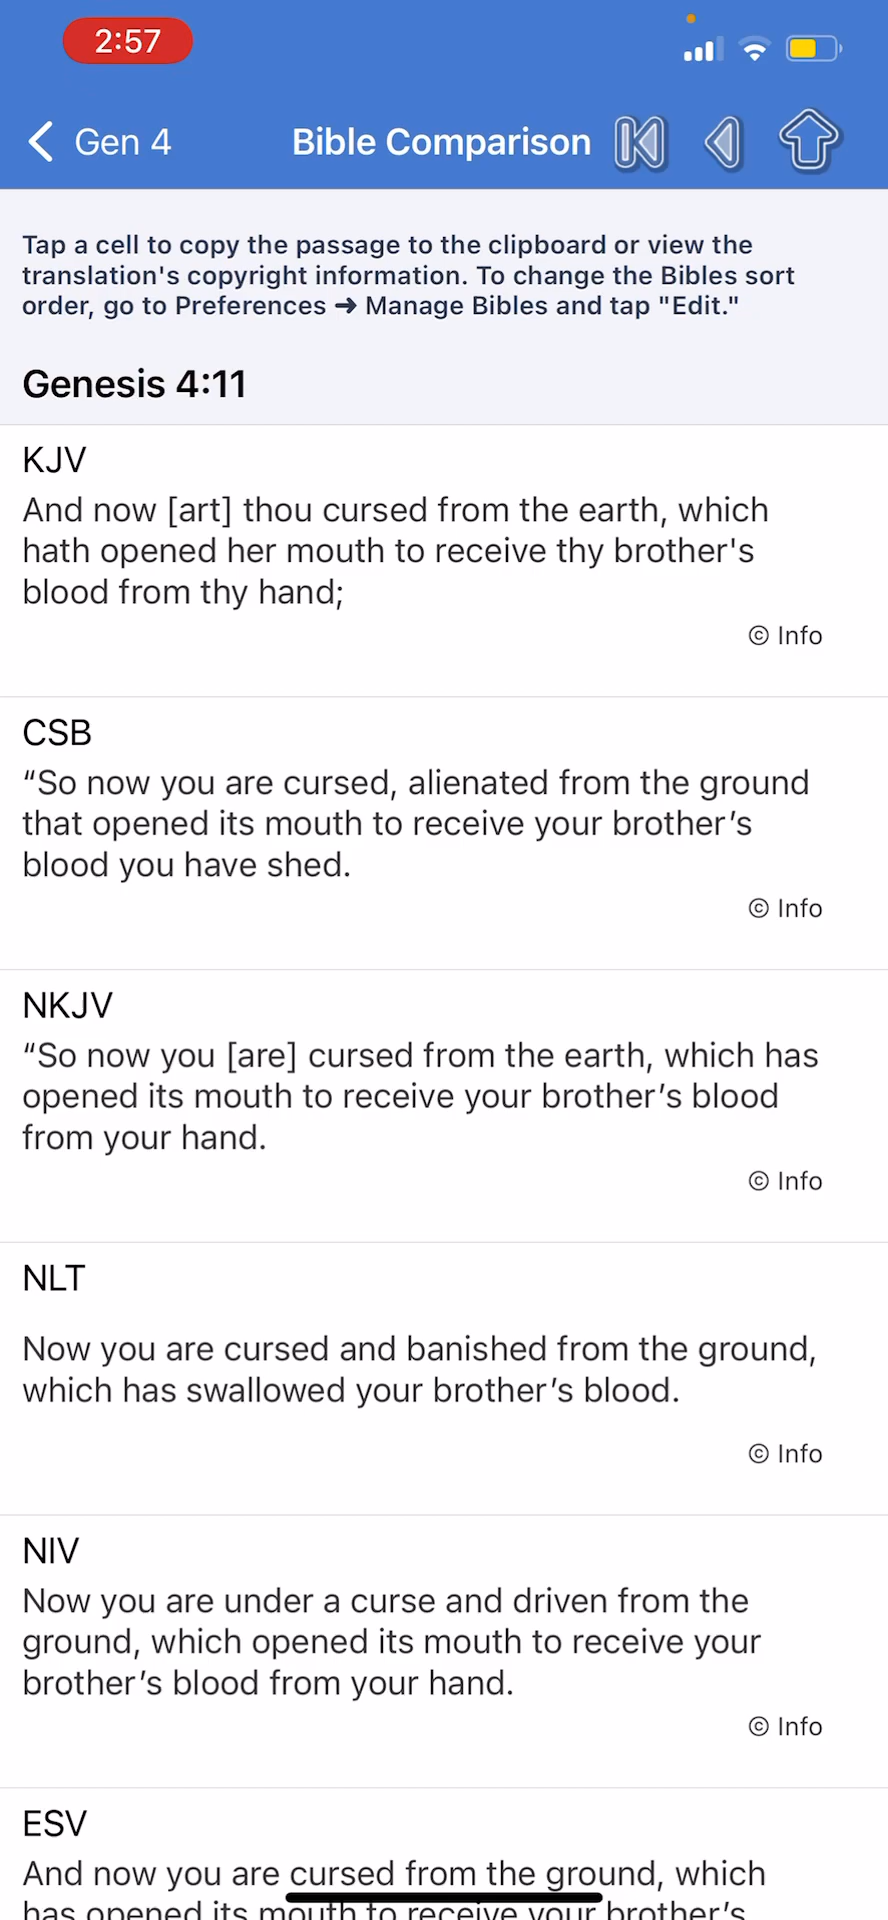 2:57
Gen 4
Bible Comparison
Tap a cell to copy the passage to the clipboard or view the
translation's copyright information. To change the Bibles sort
order, go to Preferences ➜ Manage Bibles and tap "Edit."
Genesis 4:11
KJV
And now [art] thou cursed from the earth, which
hath opened her mouth to receive thy brother's
blood from thy hand;
© Info
CSB
“So now you are cursed, alienated from the ground
that opened its mouth to receive your brother’s
blood you have shed.
© Info
NKJV
“So now you [are] cursed from the earth, which has
opened its mouth to receive your brother’s blood
from your hand.
© Info
NLT
Now you are cursed and banished from the ground,
which has swallowed your brother’s blood.
© Info
NIV
Now you are under a curse and driven from the
ground, which opened its mouth to receive your
brother’s blood from your hand.
© Info
ESV
And now you are cursed from the ground, which
has opened its mouth to receive your brother’s